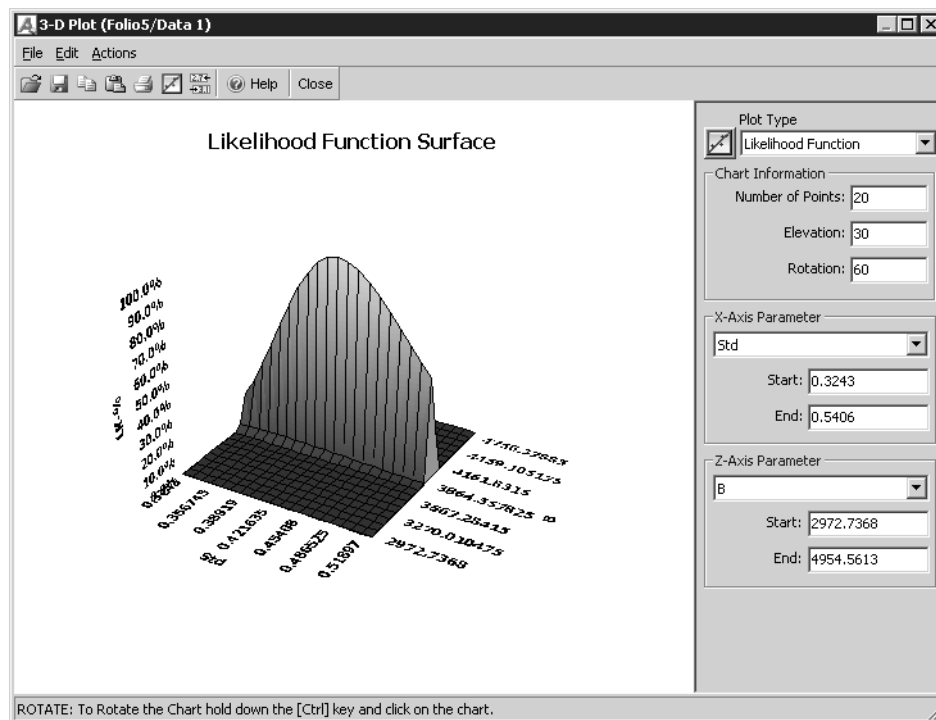 3-D Plot (Folio5/Data 1)
File Edit Actions
Help Close
Likelihood Function Surface
100.0%
90.0%
80.0%
70.0%
60.0%
50.0%
40.0%
30.0%
20.0%
10.0%
0.356743
0.38919
0.421635
0.45408
0.486525
0.51897
Std
4161.8315
3864.557825
3567.28415
3270.010475
2972.7368
B
Plot Type
Likelihood Function
Chart Information
Number of Points: 20
Elevation: 30
Rotation: 60
X-Axis Parameter
Std
Start: 0.3243
End: 0.5406
Z-Axis Parameter
B
Start: 2972.7368
End: 4954.5613
ROTATE: To Rotate the Chart hold down the [Ctrl] key and click on the chart.